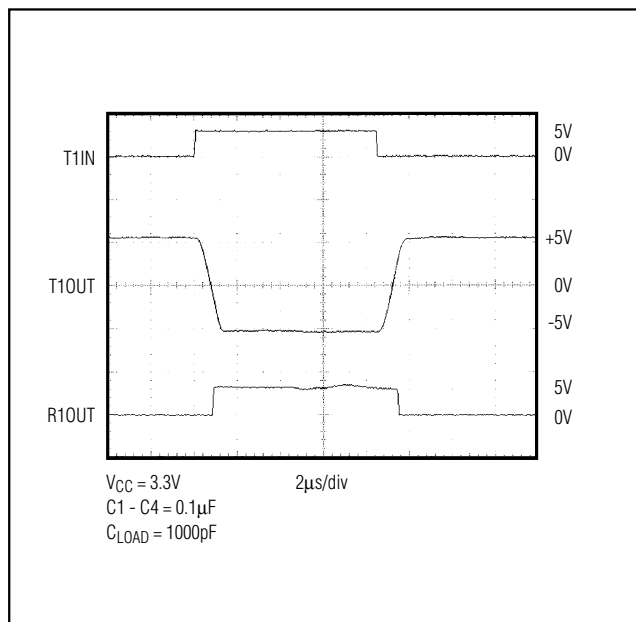 T1IN 5V
0V
+5V
T1OUT 0V
-5V
5V
R1OUT 0V
VCC = 3.3V 2μs/div
C1 - C4 = 0.1μF
CLOAD = 1000pF